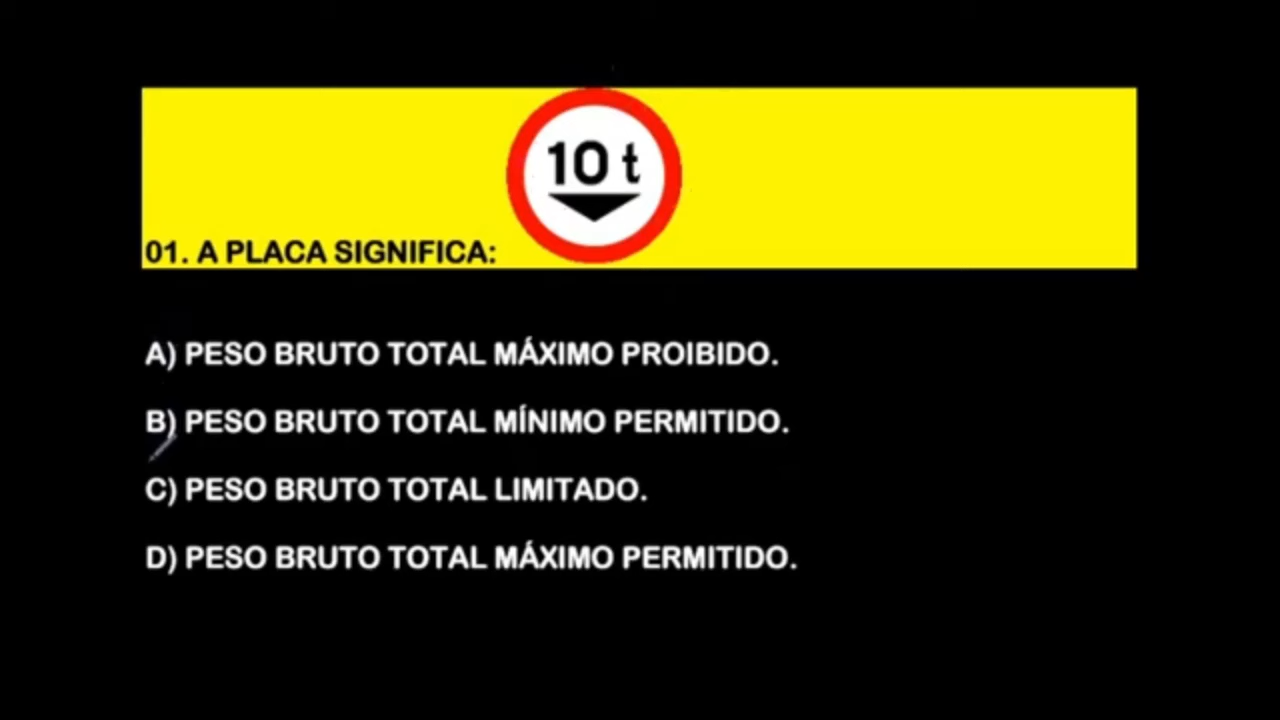 10 t
01. A PLACA SIGNIFICA:
A) PESO BRUTO TOTAL MÁXIMO PROIBIDO.
B) PESO BRUTO TOTAL MÍNIMO PERMITIDO.
C) PESO BRUTO TOTAL LIMITADO.
D) PESO BRUTO TOTAL MÁXIMO PERMITIDO.